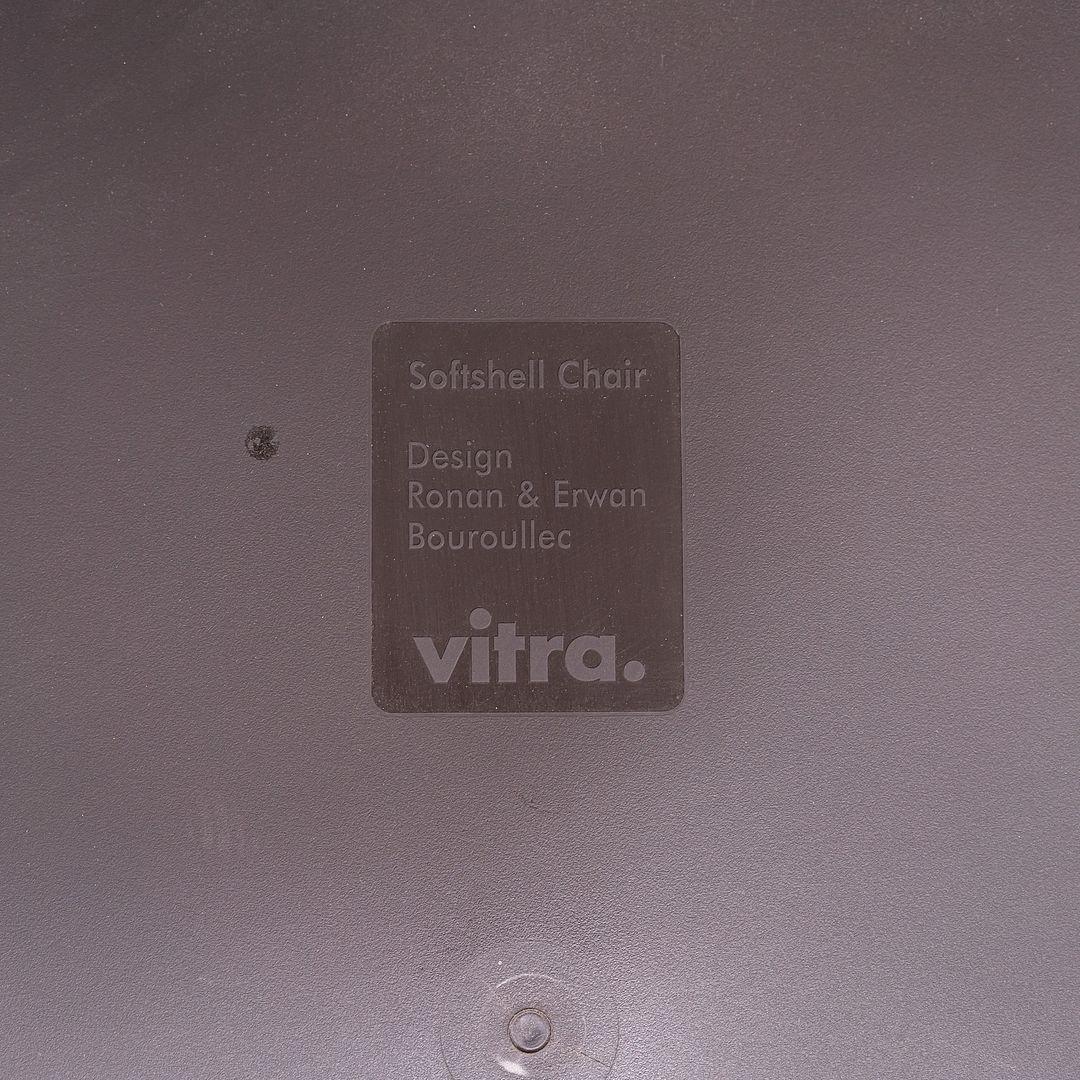 Softshell Chair
Design
Ronan & Erwan
Bouroullec
vitra.